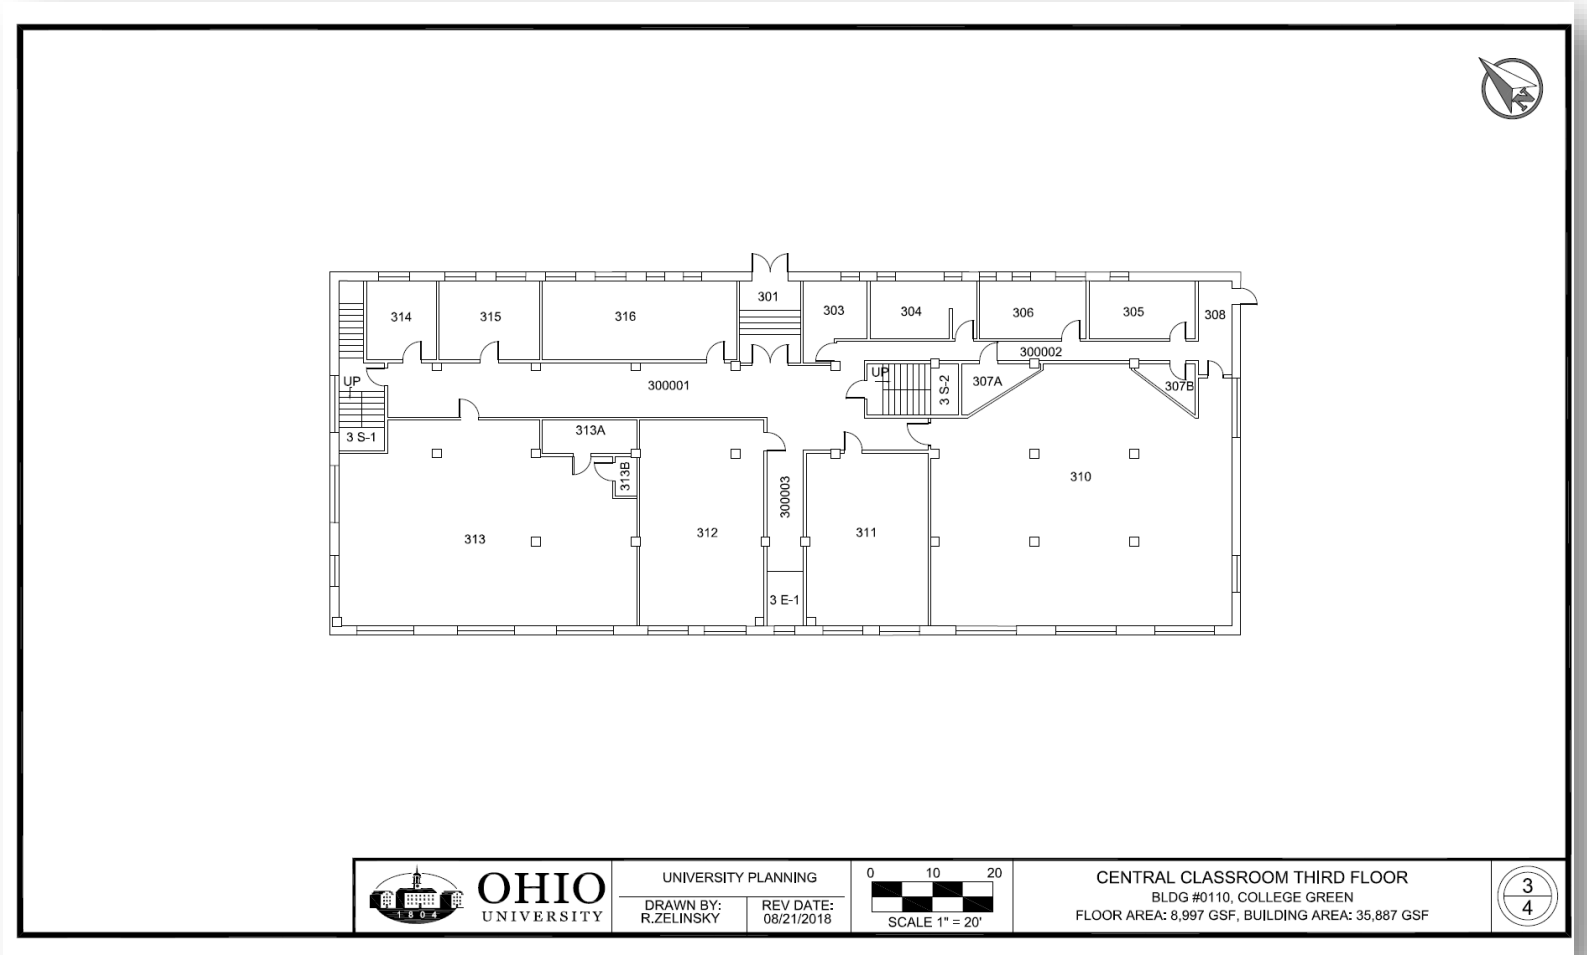 301
303
304
306
305
308
314
315
316
300002
UP
UP
300001
3 S-2
307A
307B
3 S-1
313A
313B
310
300003
313
312
311
3 E-1
1804
OHIO
UNIVERSITY
UNIVERSITY PLANNING
DRAWN BY:
R.ZELINSKY
REV DATE:
08/21/2018
0 10 20
SCALE 1" = 20'
CENTRAL CLASSROOM THIRD FLOOR
BLDG #0110, COLLEGE GREEN
FLOOR AREA: 8,997 GSF, BUILDING AREA: 35,887 GSF
3
4